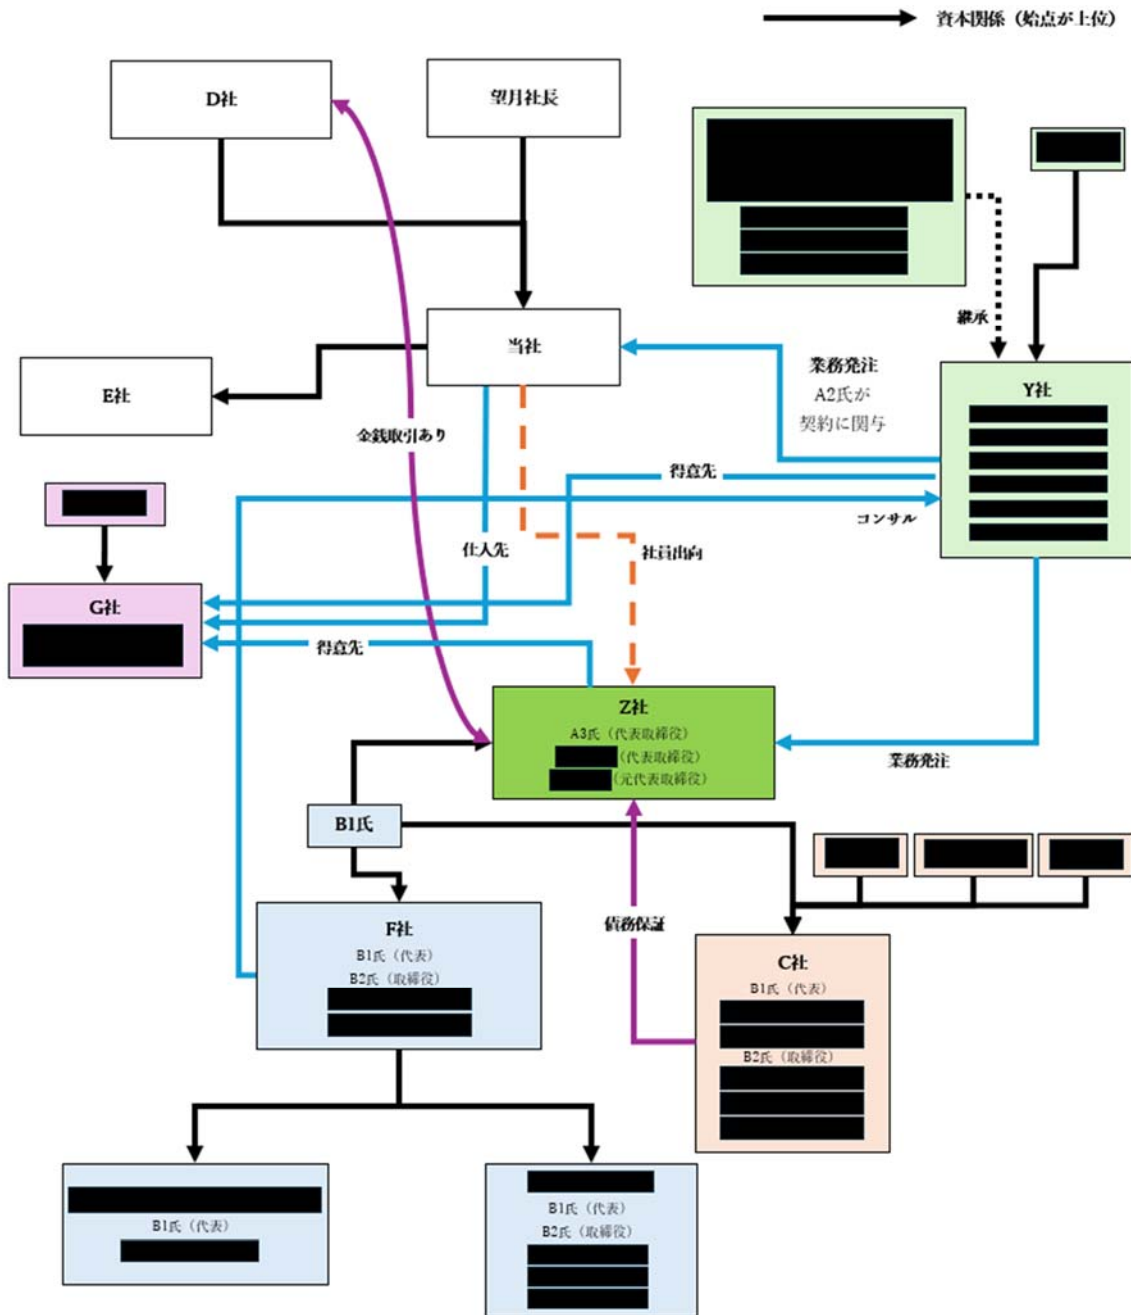 資本関係（始点が上位）
D社
望月社長
当社
E社
継承
業務発注
A2氏が
契約に関与
Y社
金銭取引あり
得意先
コンサル
仕入先
社員出向
G社
得意先
Z社
A3氏（代表取締役）
（代表取締役）
（元代表取締役）
業務発注
B1氏
F社
B1氏（代表）
B2氏（取締役）
債務保証
C社
B1氏（代表）
B2氏（取締役）
B1氏（代表）
B1氏（代表）
B2氏（取締役）